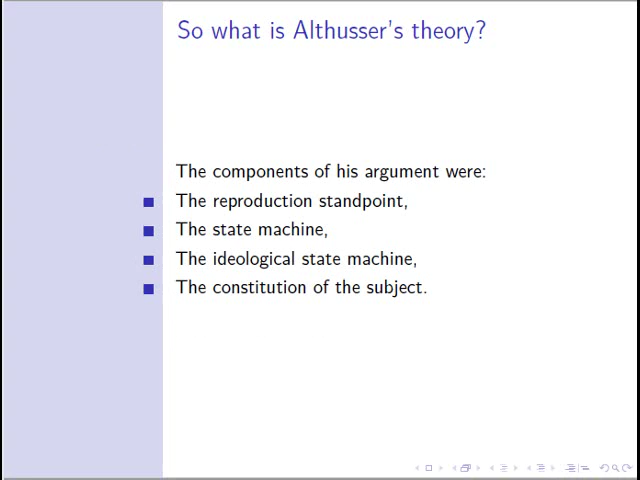 So what is Althusser's theory?
The components of his argument were:
The reproduction standpoint,
The state machine,
The ideological state machine,
The constitution of the subject.